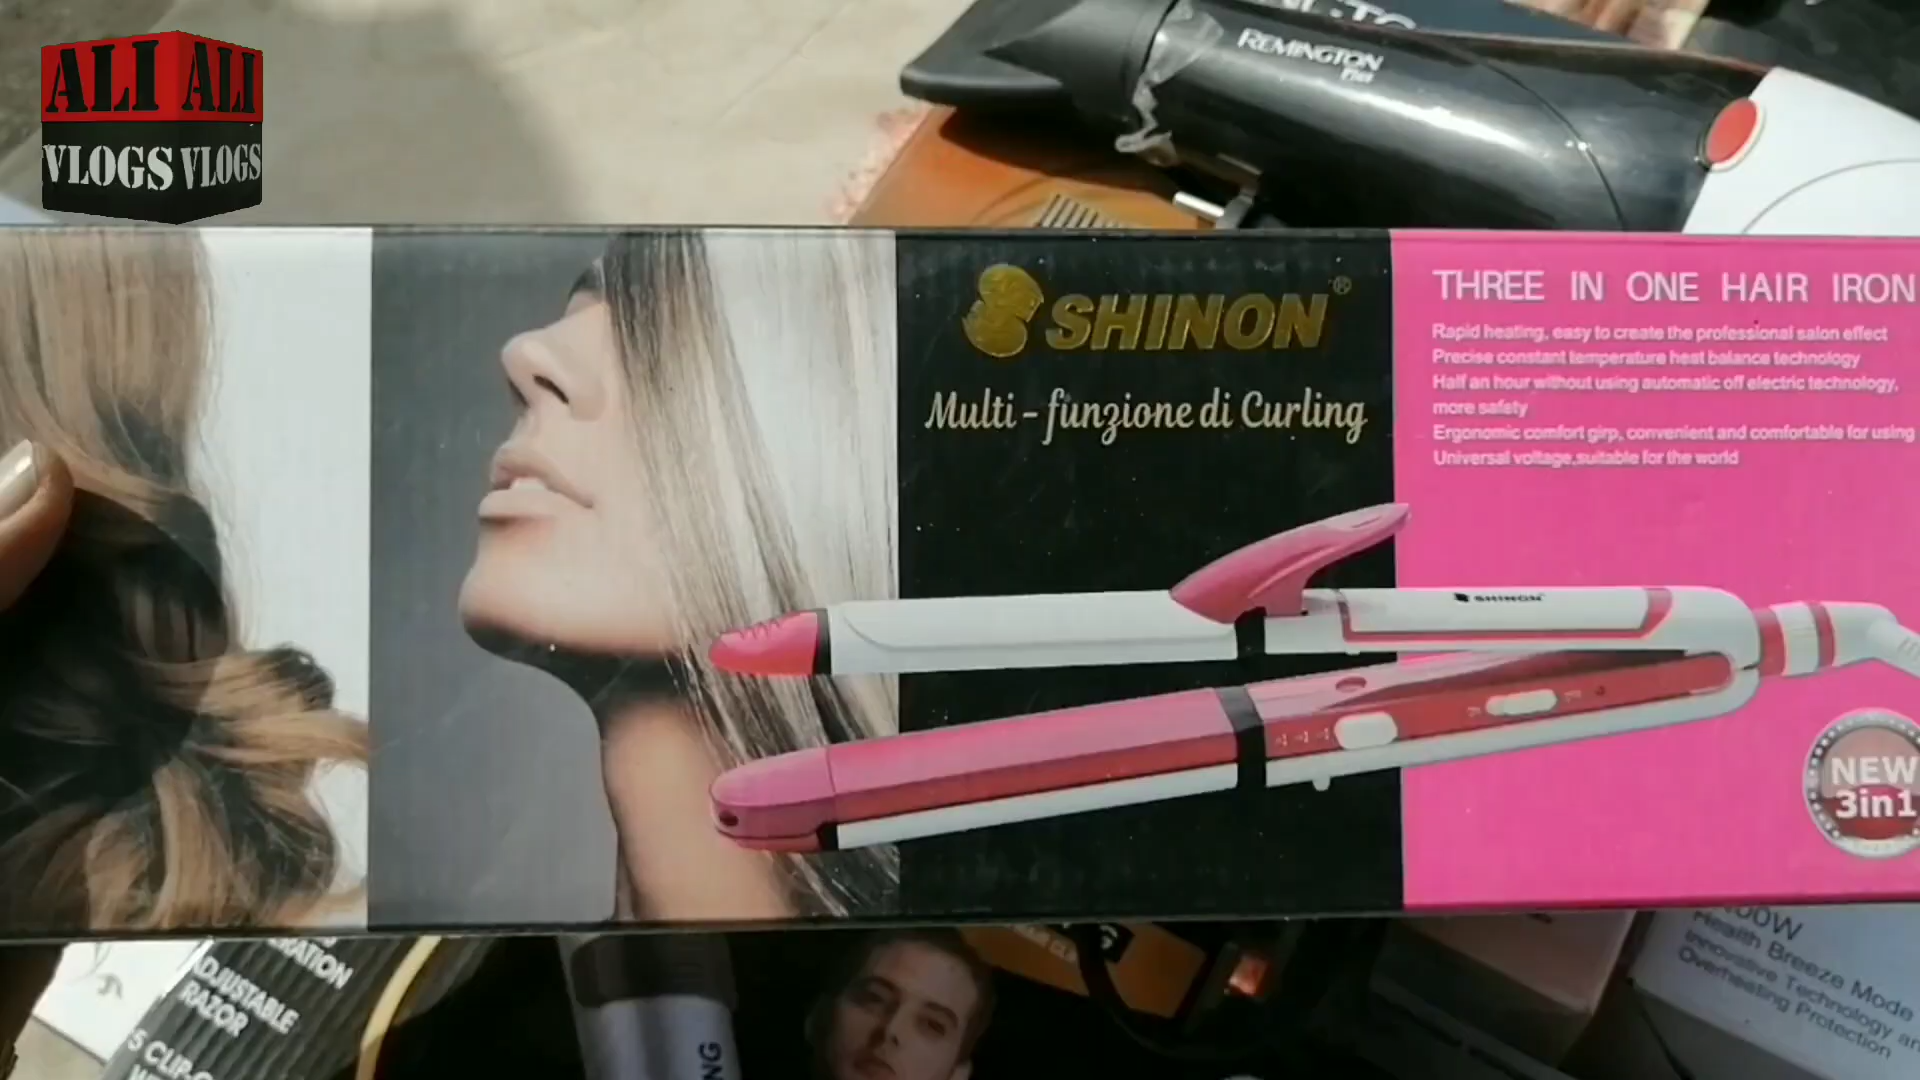 ALI ALI
VLOGS VLOGS
REMINGTON
SHINON®
Multi-funzione di Curling
THREE IN ONE HAIR IRON
Rapid heating, easy to create the professional salon effect
Precise constant temperature heat balance technology
Half an hour without using automatic off electric technology,
more safety
Ergonomic comfort girp, convenient and comfortable for using
Universal voltage,suitable for the world
SHINON
NEW
3in1
00W
Health Breeze Mode
Innovative Technology
Overheating Protection
ADJUSTABLE
RAZOR